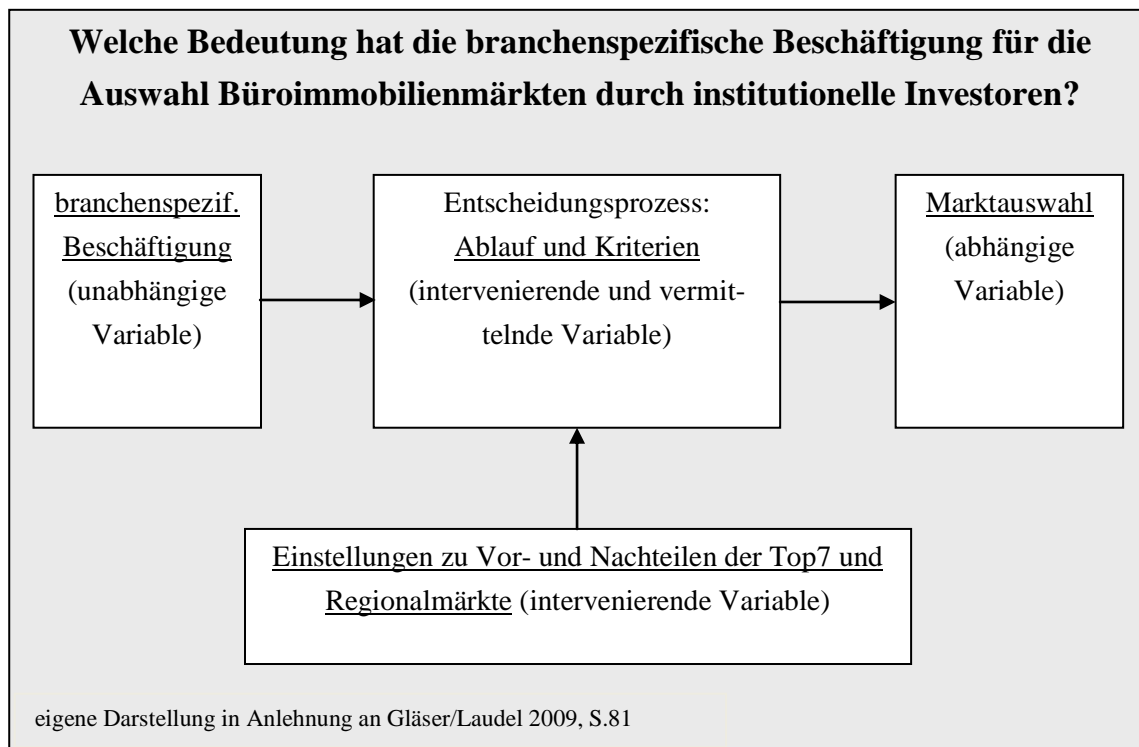 Welche Bedeutung hat die branchenspezifische Beschäftigung für die
Auswahl Büroimmobilienmärkten durch institutionelle Investoren?
branchenspezif.
Beschäftigung
(unabhängige
Variable)
Entscheidungsprozess:
Ablauf und Kriterien
(intervenierende und vermit-
telnde Variable)
Marktauswahl
(abhängige
Variable)
Einstellungen zu Vor- und Nachteilen der Top7 und
Regionalmärkte (intervenierende Variable)
eigene Darstellung in Anlehnung an Gläser/Laudel 2009, S.81